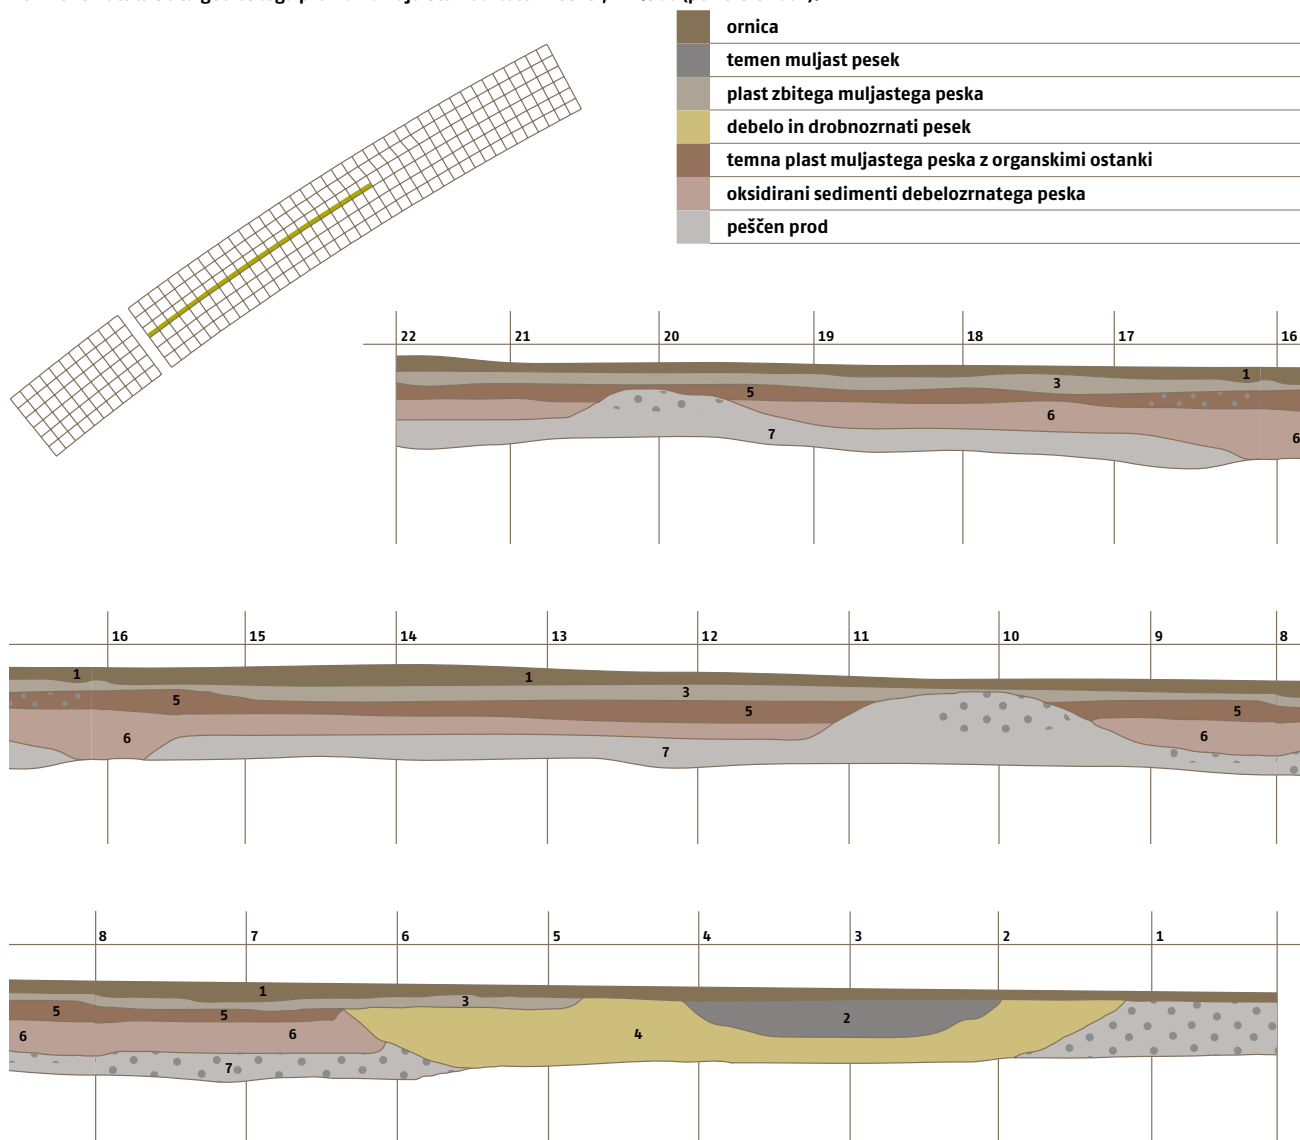 ornica
temen muljast pesek
plast zbitega muljastega peska
debelo in drobnozrnati pesek
temna plast muljastega peska z organskimi ostanki
oksidirani sedimenti debelozrnatega peska
peščen prod
22 21 20 19 18 17 16
1
3
5
6
7
6
16 15 14 13 12 11 10 9 8
1
1
3
5
5
5
6
6
7
8 7 6 5 4 3 2 1
1
3
5
5
2
6
6
4
7